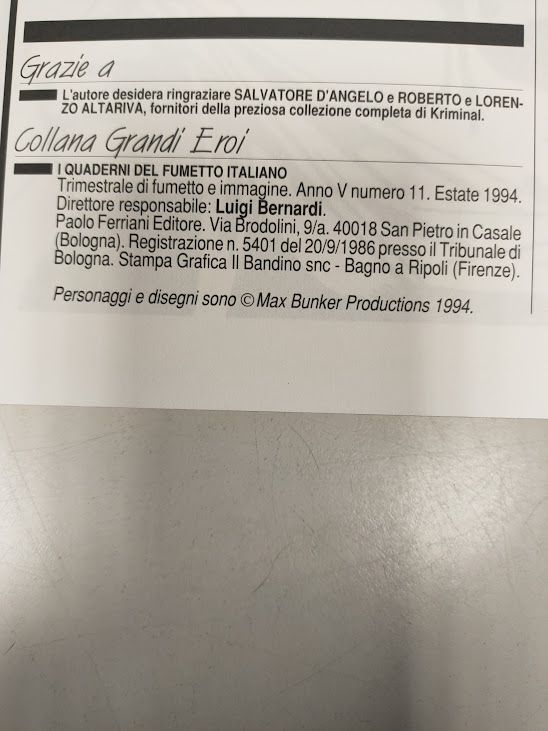 Grazie a
L'autore desidera ringraziare SALVATORE D'ANGELO e ROBERTO e LOREN-
ZO ALTARIVA, fornitori della preziosa collezione completa di Kriminal.
Collana Grandi Eroi
I QUADERNI DEL FUMETTO ITALIANO
Trimestrale di fumetto e immagine. Anno V numero 11. Estate 1994.
Direttore responsabile: Luigi Bernardi.
Paolo Ferriani Editore. Via Brodolini, 9/a. 40018 San Pietro in Casale
(Bologna). Registrazione n. 5401 del 20/9/1986 presso il Tribunale di
Bologna. Stampa Grafica Il Bandino snc - Bagno a Ripoli (Firenze).
Personaggi e disegni sono © Max Bunker Productions 1994.